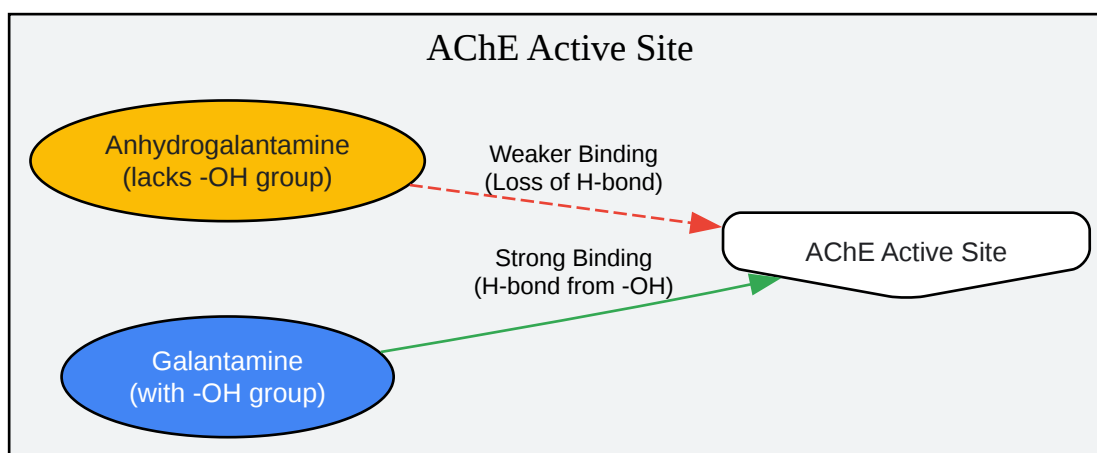 AChE Active Site
Anhydrogalantamine
(lacks -OH group)
Weaker Binding
(Loss of H-bond)
AChE Active Site
Strong Binding
(H-bond from -OH)
Galantamine
(with -OH group)